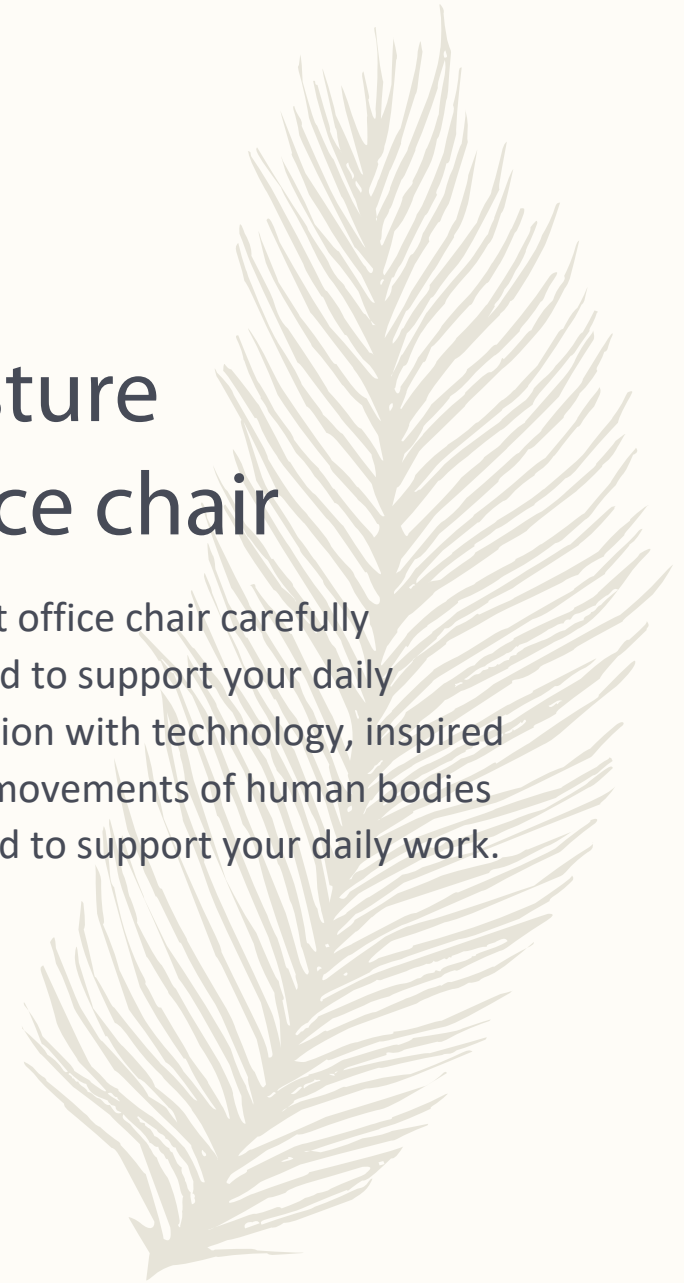 sture
ce chair
t office chair carefully
d to support your daily
ion with technology, inspired
movements of human bodies
d to support your daily work.